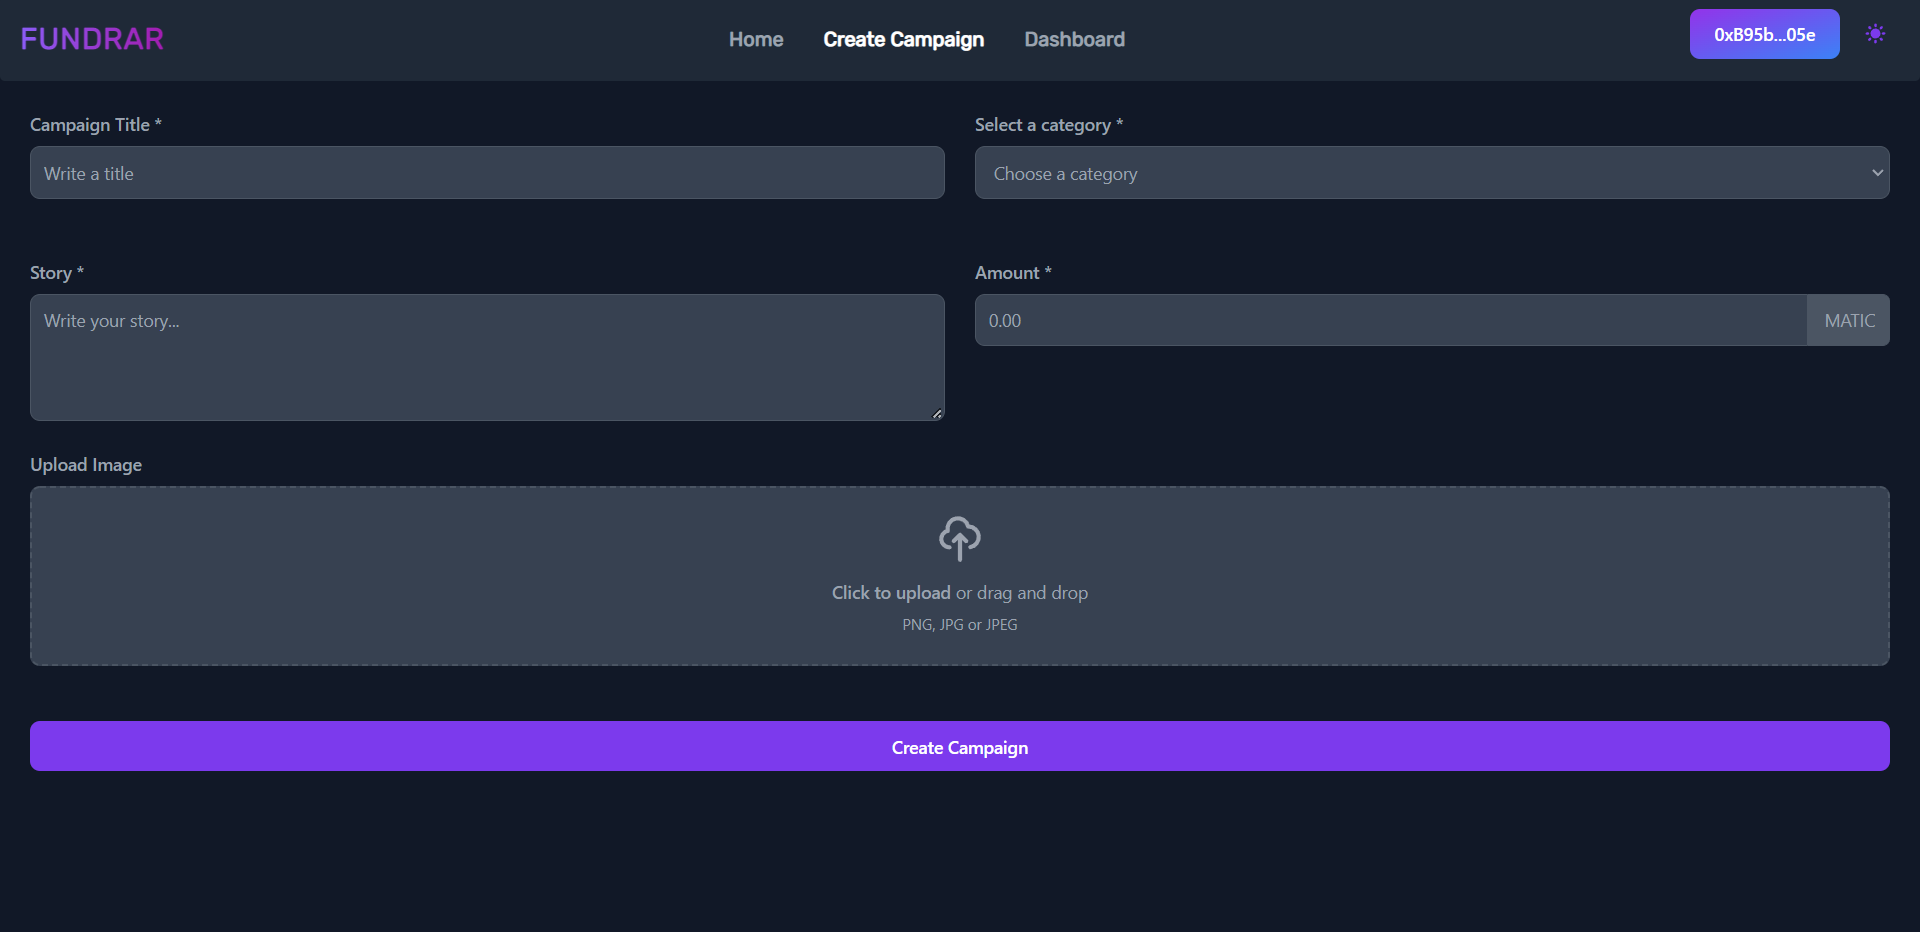 FUNDRAR
Home Create Campaign Dashboard
0xB95b...05e
Campaign Title *
Write a title
Select a category *
Choose a category
Story *
Write your story...
Amount *
0.00
MATIC
Upload Image
Click to upload or drag and drop
PNG, JPG or JPEG
Create Campaign